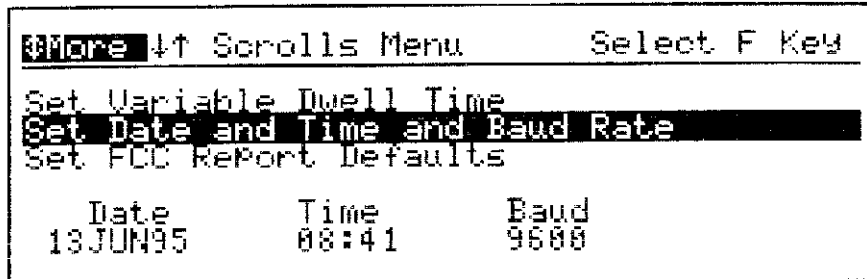 ↕More ↓↑ Scrolls Menu Select F Key
Set Variable Dwell Time
Set Date and Time and Baud Rate
Set FCC RePort Defaults
Date Time Baud
13JUN95 08:41 9600